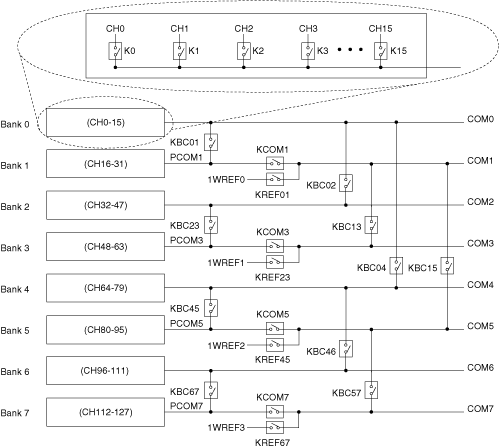 CH0 CH1 CH2 CH3 CH15
K0 K1 K2 K3 • • • K15
Bank 0 (CH0-15) COM0
KBC01
Bank 1 (CH16-31) PCOM1 KCOM1 COM1
1WREF0 KREF01
KBC02
Bank 2 (CH32-47) COM2
KBC23 KBC13
Bank 3 (CH48-63) PCOM3 KCOM3 COM3
1WREF1 KREF23
KBC04 KBC15
Bank 4 (CH64-79) COM4
KBC45
Bank 5 (CH80-95) PCOM5 KCOM5 COM5
1WREF2 KREF45
KBC46
Bank 6 (CH96-111) COM6
KBC67 KBC57
Bank 7 (CH112-127) PCOM7 KCOM7 COM7
1WREF3 KREF67